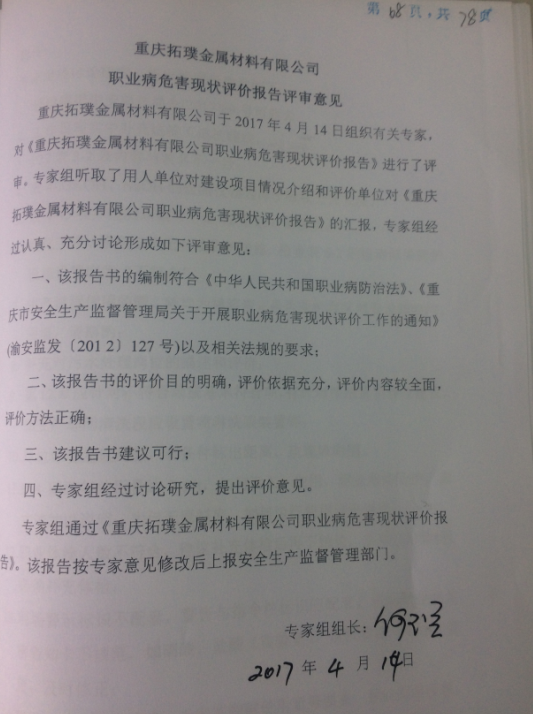 第68页,共78页
重庆拓璞金属材料有限公司
职业病危害现状评价报告评审意见
重庆拓璞金属材料有限公司于2017年4月14日组织有关专家，
对《重庆拓璞金属材料有限公司职业病危害现状评价报告》进行了评
审。专家组听取了用人单位对建设项目情况介绍和评价单位对《重庆
拓璞金属材料有限公司职业病危害现状评价报告》的汇报，专家组经
过认真、充分讨论形成如下评审意见：
一、该报告书的编制符合《中华人民共和国职业病防治法》、《重
庆市安全生产监督管理局关于开展职业病危害现状评价工作的通知》
(渝安监发〔201 2〕127 号)以及相关法规的要求；
二、该报告书的评价目的明确，评价依据充分，评价内容较全面，
评价方法正确；
三、该报告书建议可行；
四、专家组经过讨论研究，提出评价意见。
专家组通过《重庆拓璞金属材料有限公司职业病危害现状评价报
告》。该报告按专家意见修改后上报安全生产监督管理部门。
专家组组长：
2017 年 4 月 14日